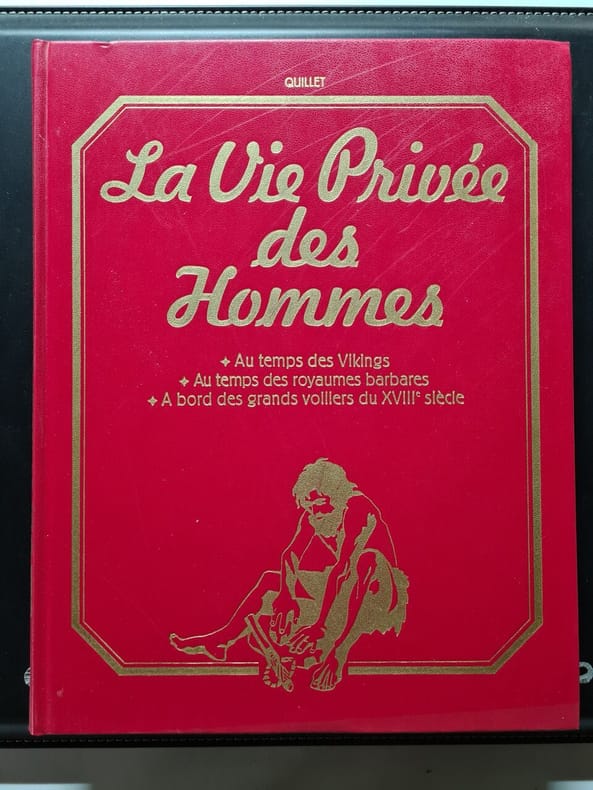 QUILLET
La Vie Privée
des
Hommes
✦ Au temps des Vikings
✦ Au temps des royaumes barbares
✦ A bord des grands voiliers du XVIIIe siècle